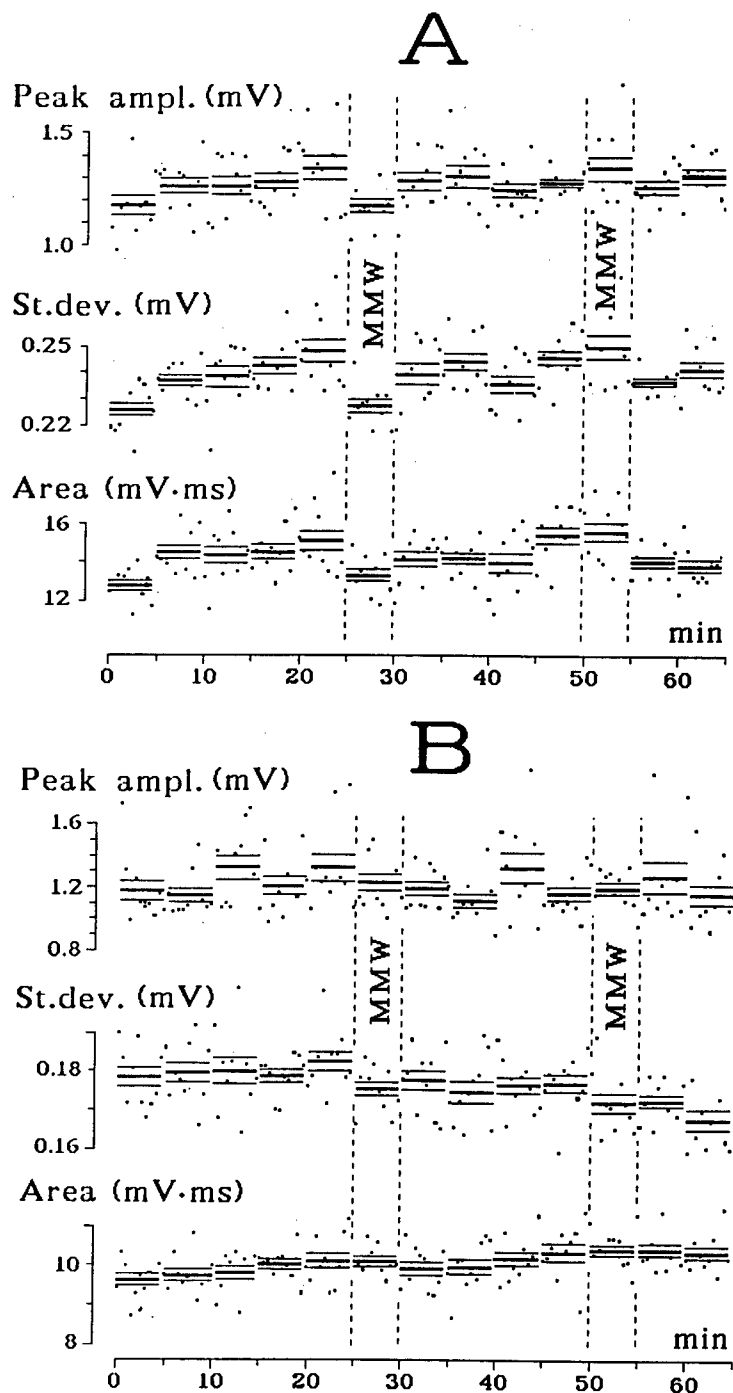 A
Peak ampl. (mV)
1.5
1.0
MMW
MMW
St.dev. (mV)
0.25
0.22
Area (mV·ms)
16
12
min
0 10 20 30 40 50 60
B
Peak ampl. (mV)
1.6
1.2
0.8
MMW
MMW
St.dev. (mV)
0.18
0.16
Area (mV·ms)
10
8
min
0 10 20 30 40 50 60